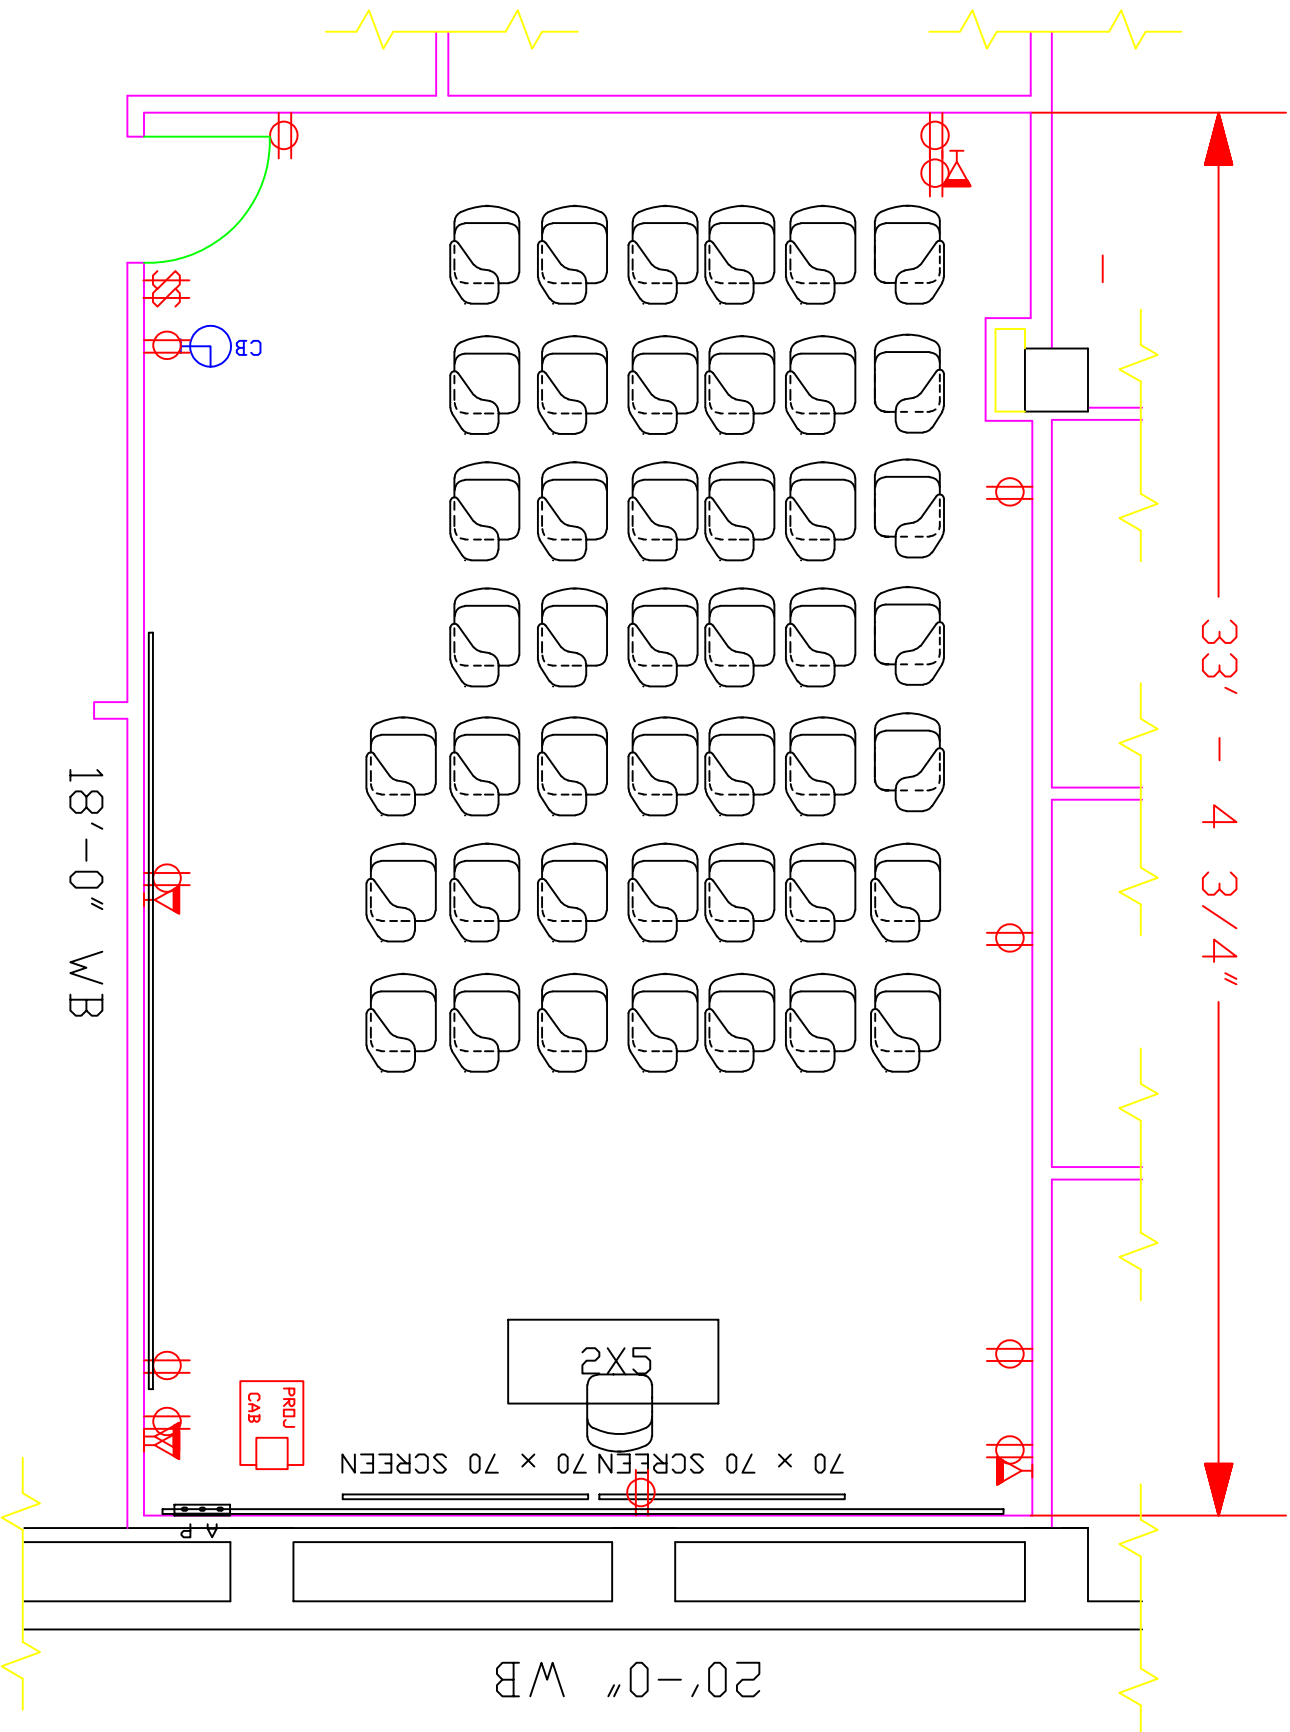 CB
33' - 4 3/4"
18'-0" WB
2X5
PROJ
CAB
70 x 70 SCREEN
70 x 70 SCREEN
A P
20'-0" WB